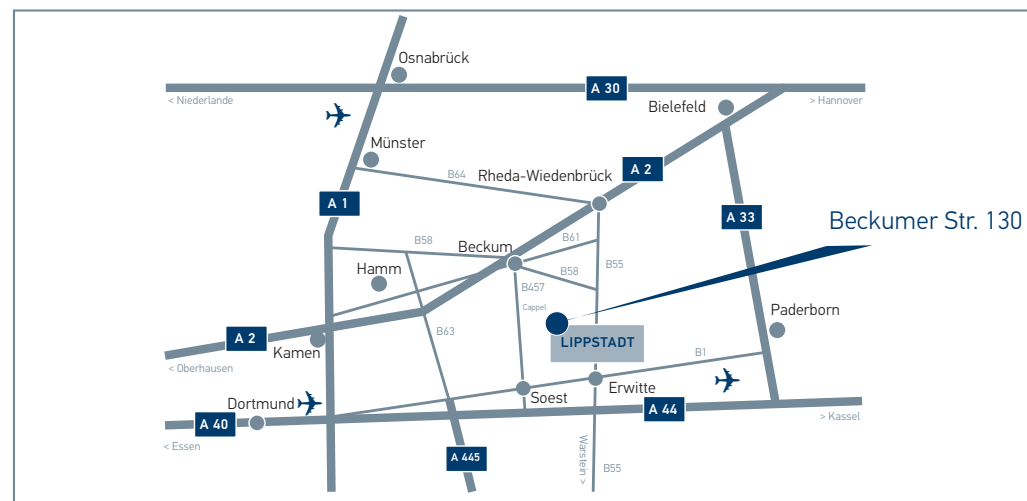 Osnabrück
A 30
< Niederlande
Bielefeld
> Hannover
Münster
B64
Rheda-Wiedenbrück
A 2
A 1
A 33
Beckumer Str. 130
B58
Beckum
B61
B55
Hamm
B58
B457
Cappel
Paderborn
B63
A 2
LIPPSTADT
Kamen
B1
< Oberhausen
Erwitte
Soest
Dortmund
A 44
A 40
> Kassel
< Essen
A 445
Warstein >
B55